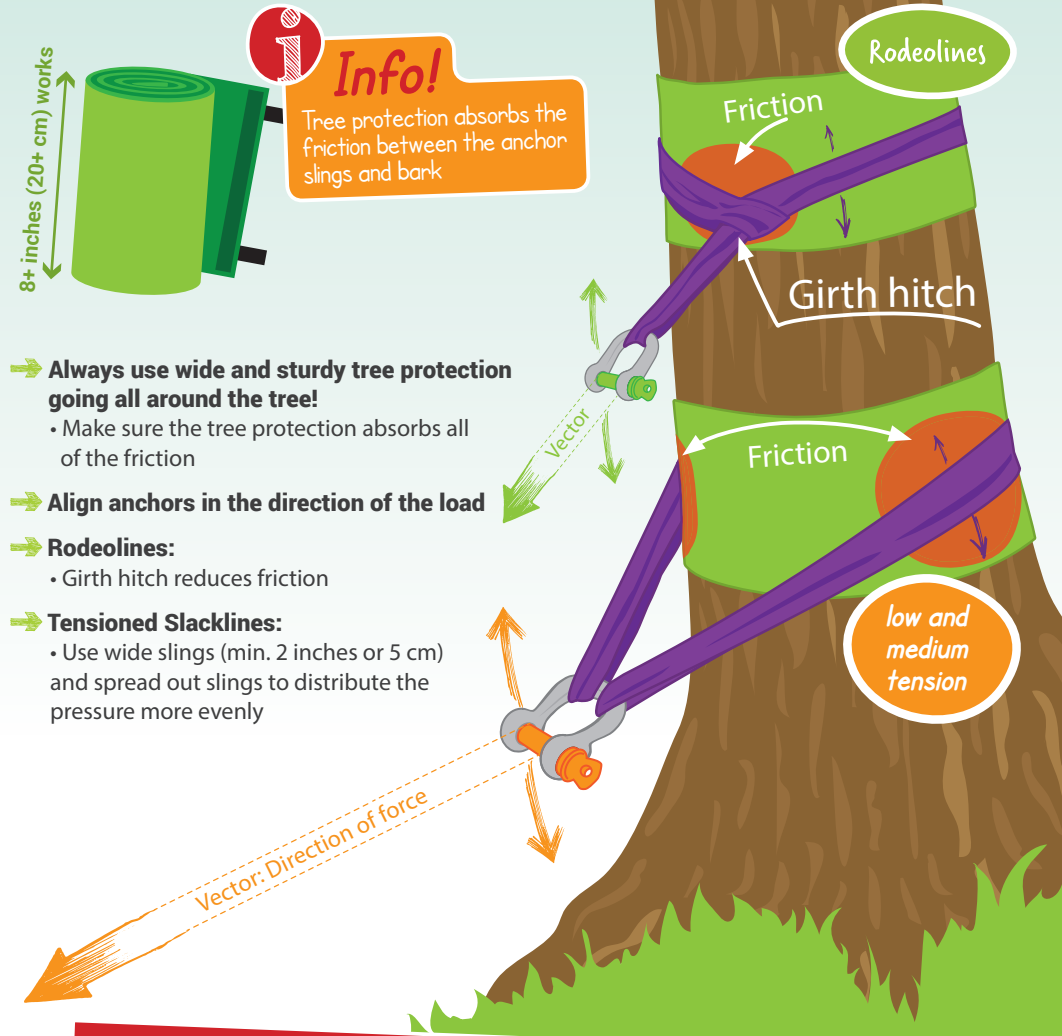 8+ inches (20+ cm) works
i
Info!
Tree protection absorbs the
friction between the anchor
slings and bark
Rodeolines
Friction
Girth hitch
Vector
➨ Always use wide and sturdy tree protection
going all around the tree!
• Make sure the tree protection absorbs all
of the friction
Align anchors in the direction of the load
Rodeolines:
• Girth hitch reduces friction
Tensioned Slacklines:
• Use wide slings (min. 2 inches or 5 cm)
and spread out slings to distribute the
pressure more evenly
Friction
low and
medium
tension
Vector: Direction of force